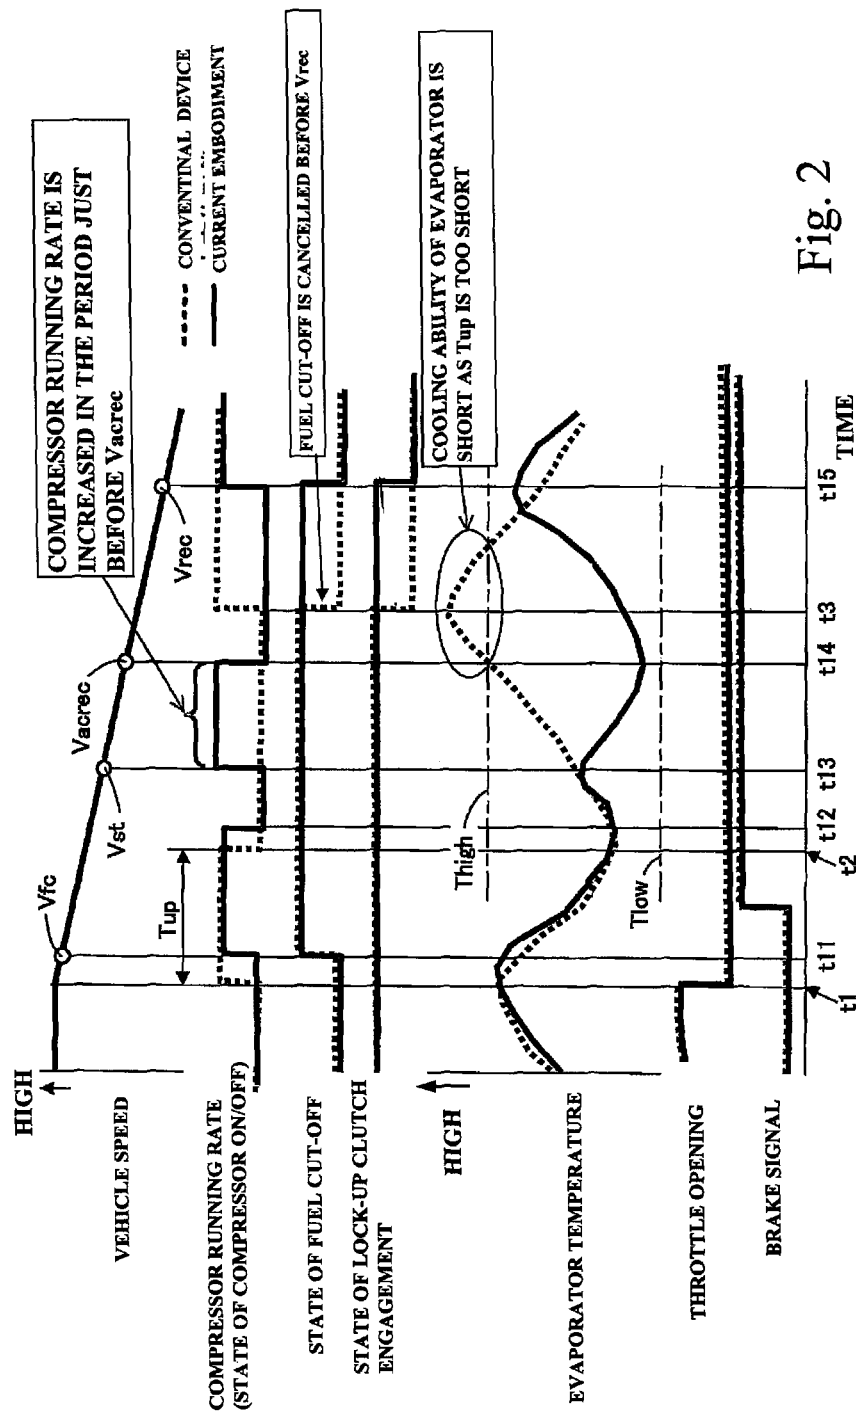 COMPRESSOR RUNNING RATE IS
INCREASED IN THE PERIOD JUST
BEFORE Vacrec
CONVENTINAL DEVICE
CURRENT EMBODIMENT
FUEL CUT-OFF IS CANCELLED BEFORE Vrec
COOLING ABILITY OF EVAPORATOR IS
SHORT AS Tup IS TOO SHORT
HIGH
VEHICLE SPEED
Vfc
Vst
Vacrec
Vrec
COMPRESSOR RUNNING RATE
(STATE OF COMPRESSOR ON/OFF)
Tup
STATE OF FUEL CUT-OFF
STATE OF LOCK-UP CLUTCH
ENGAGEMENT
HIGH
EVAPORATOR TEMPERATURE
Thigh
Tlow
THROTTLE OPENING
BRAKE SIGNAL
t1
t11
t2
t12
t13
t14
t3
t15
TIME
Fig. 2